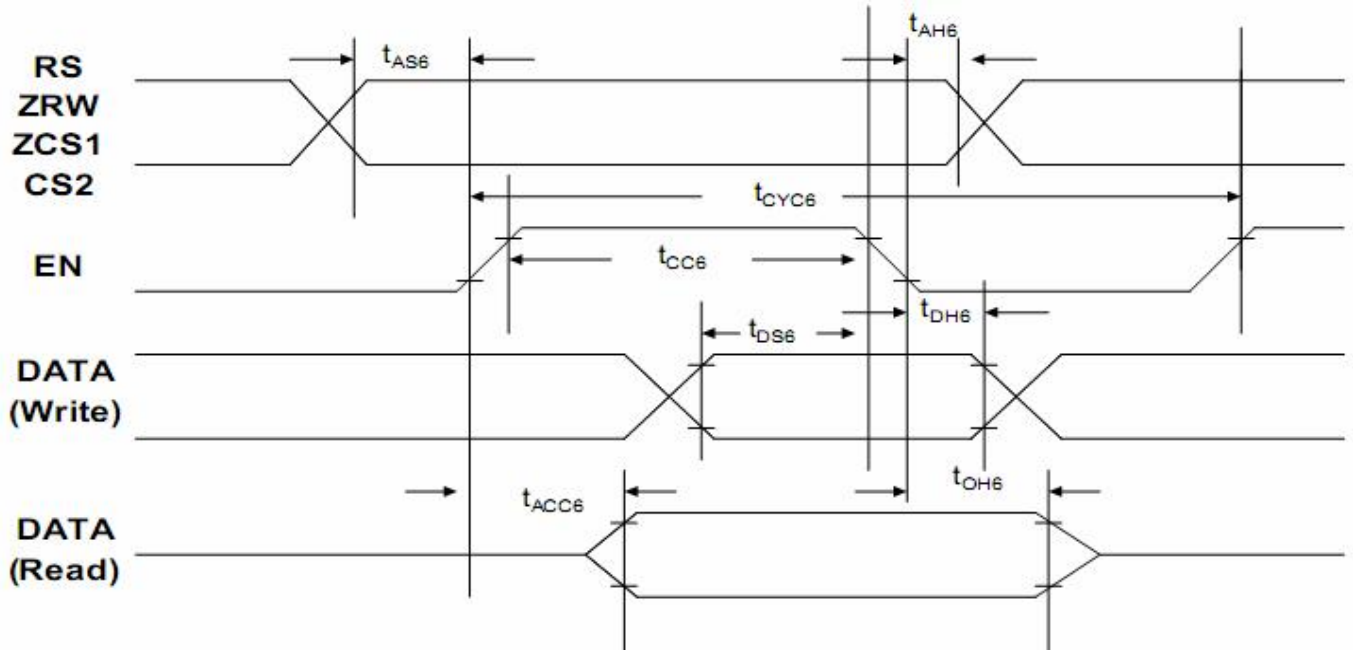 RS
ZRW
ZCS1
CS2
tAS6
tAH6
tCYC6
EN
tCC6
tDS6
tDH6
DATA
(Write)
tACC6
tOH6
DATA
(Read)